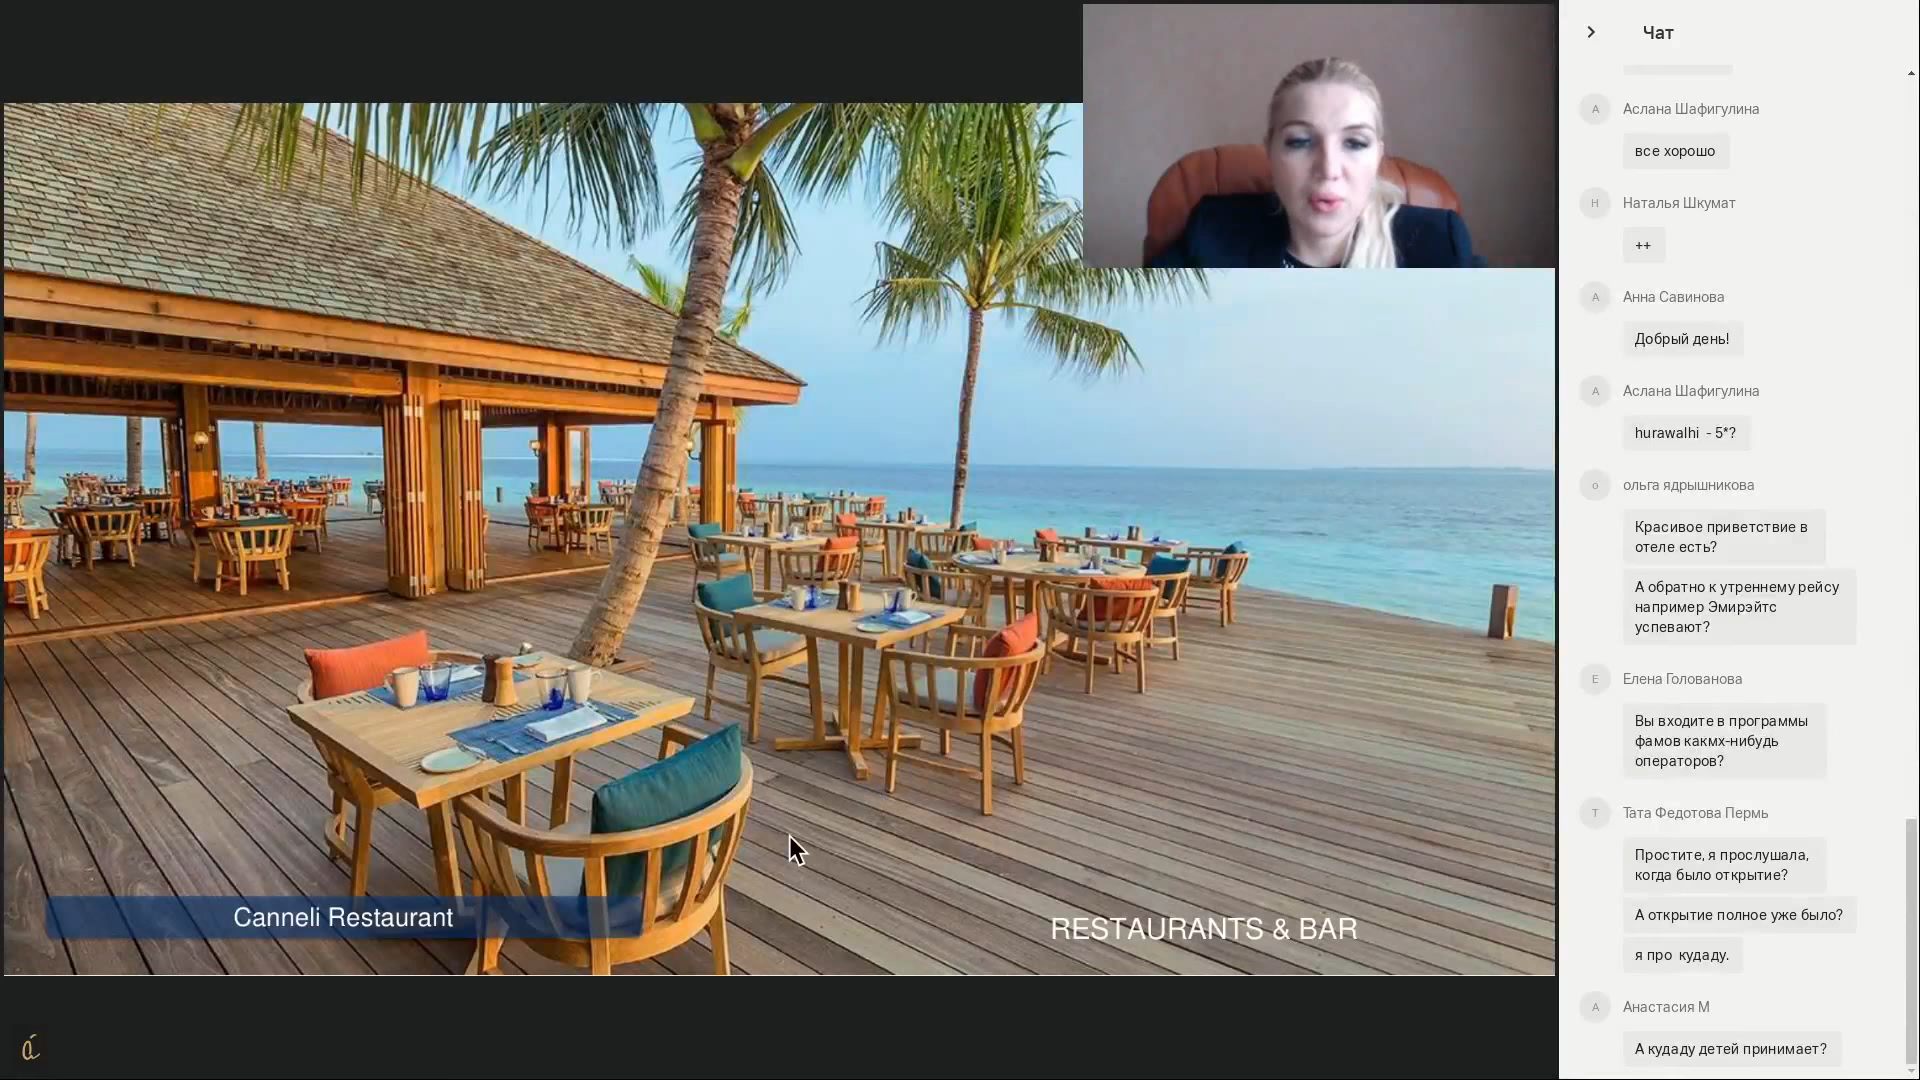 Чат
А
Аслана Шафигулина
все хорошо
Н
Наталья Шкумат
++
А
Анна Савинова
Добрый день!
А
Аслана Шафигулина
hurawalhi - 5*?
о
ольга ядрышникова
Красивое приветствие в
отеле есть?
А обратно к утреннему рейсу
например Эмирэйтс
успевают?
Е
Елена Голованова
Вы входите в программы
фамов какмх-нибудь
операторов?
Т
Тата Федотова Пермь
Простите, я прослушала,
когда было открытие?
А открытие полное уже было?
я про кудаду.
А
Анастасия М
А кудаду детей принимает?
Canneli Restaurant
RESTAURANTS & BAR
á